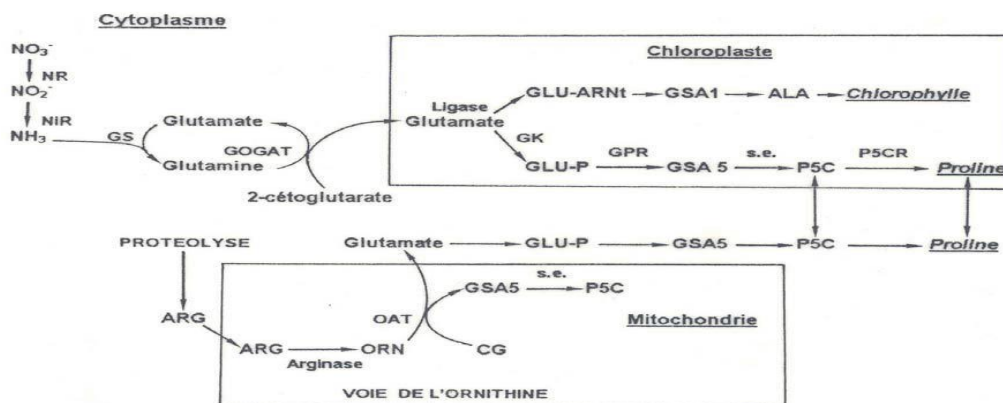 Cytoplasme
NO3-
NR
NO2-
NiR
NH3
GS
Glutamate
GOGAT
Glutamine
2-cétoglutarate
Chloroplaste
Ligase
GLU-ARNt GSA1 ALA Chlorophylle
Glutamate
GK
GLU-P GPR GSA 5 s.e. P5C P5CR Proline
PROTEOLYSE Glutamate GLU-P GSA5 P5C Proline
s.e.
GSA5 P5C
OAT
Mitochondrie
ARG
ARG Arginase ORN CG
VOIE DE L'ORNITHINE